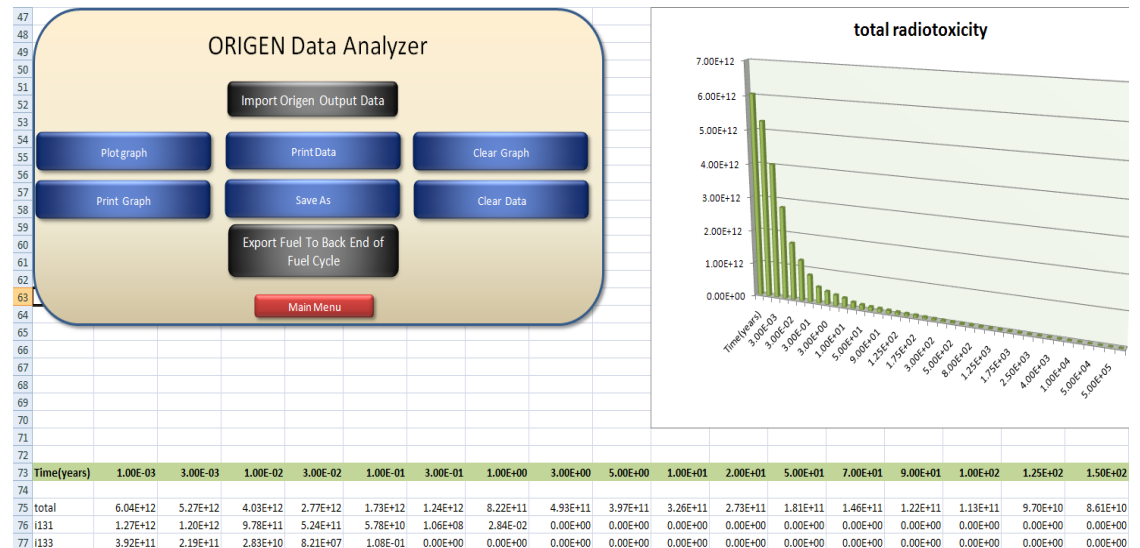 47
48
49
50
51
52
53
54
55
56
57
58
59
60
61
62
63
64
65
66
67
68
69
70
71
72
ORIGEN Data Analyzer
Import Origen Output Data
Plot graph Print Data Clear Graph
Print Graph Save As Clear Data
Export Fuel To Back End of
Fuel Cycle
Main Menu
total radiotoxicity
7.00E+12
6.00E+12
5.00E+12
4.00E+12
3.00E+12
2.00E+12
1.00E+12
0.00E+00
Time(years) 3.00E-03 3.00E-02 3.00E-01 3.00E+00 1.00E+01 5.00E+01 9.00E+01 1.25E+02 1.75E+02 3.00E+02 5.00E+02 8.00E+02 1.25E+03 1.75E+03 2.50E+03 4.00E+03 1.00E+04 5.00E+04 5.00E+05
73 Time(years) 1.00E-03 3.00E-03 1.00E-02 3.00E-02 1.00E-01 3.00E-01 1.00E+00 3.00E+00 5.00E+00 1.00E+01 2.00E+01 5.00E+01 7.00E+01 9.00E+01 1.00E+02 1.25E+02 1.50E+02
74
75 total 6.04E+12 5.27E+12 4.03E+12 2.77E+12 1.73E+12 1.24E+12 8.22E+11 4.93E+11 3.97E+11 3.26E+11 2.73E+11 1.81E+11 1.46E+11 1.22E+11 1.13E+11 9.70E+10 8.61E+10
76 i131 1.27E+12 1.20E+12 9.78E+11 5.24E+11 5.78E+10 1.06E+08 2.84E-02 0.00E+00 0.00E+00 0.00E+00 0.00E+00 0.00E+00 0.00E+00 0.00E+00 0.00E+00 0.00E+00 0.00E+00
77 i133 3.92E+11 2.19E+11 2.83E+10 8.21E+07 1.08E-01 0.00E+00 0.00E+00 0.00E+00 0.00E+00 0.00E+00 0.00E+00 0.00E+00 0.00E+00 0.00E+00 0.00E+00 0.00E+00 0.00E+00